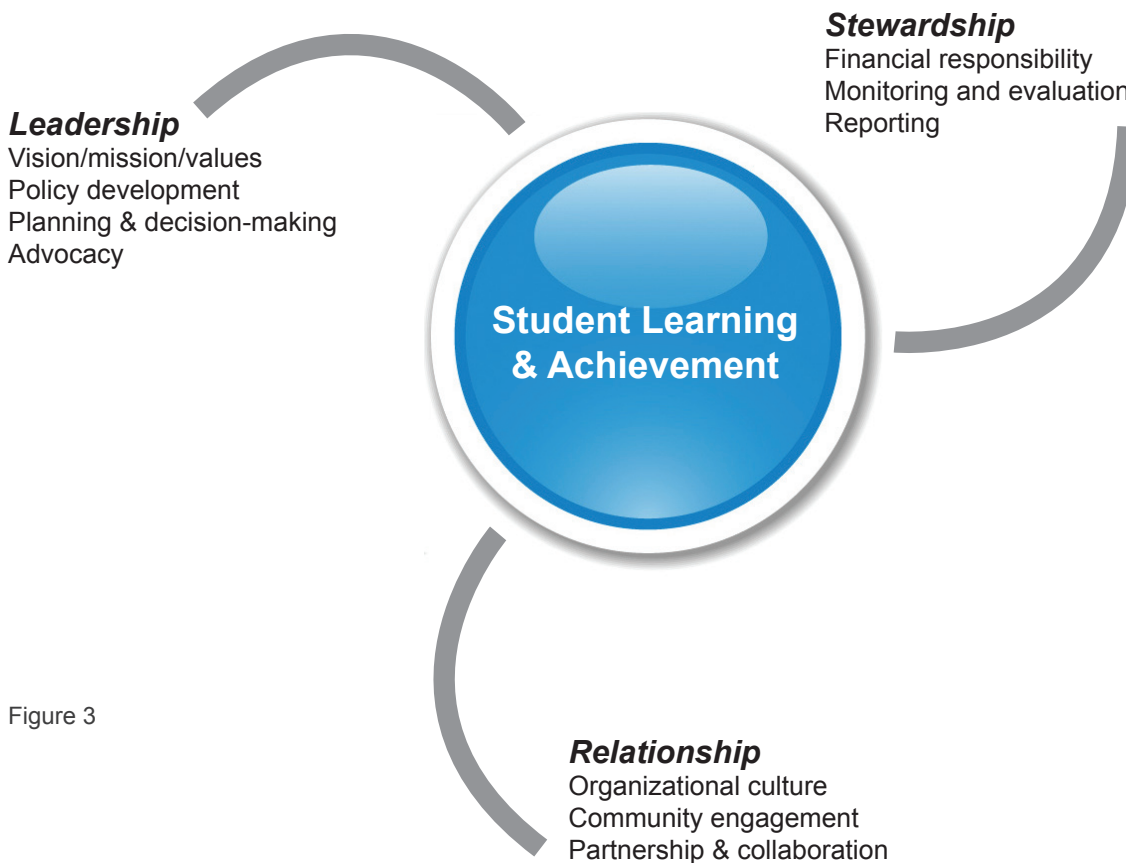 Stewardship
Financial responsibility
Monitoring and evaluation
Reporting
Leadership
Vision/mission/values
Policy development
Planning & decision-making
Advocacy
Student Learning
& Achievement
Figure 3
Relationship
Organizational culture
Community engagement
Partnership & collaboration